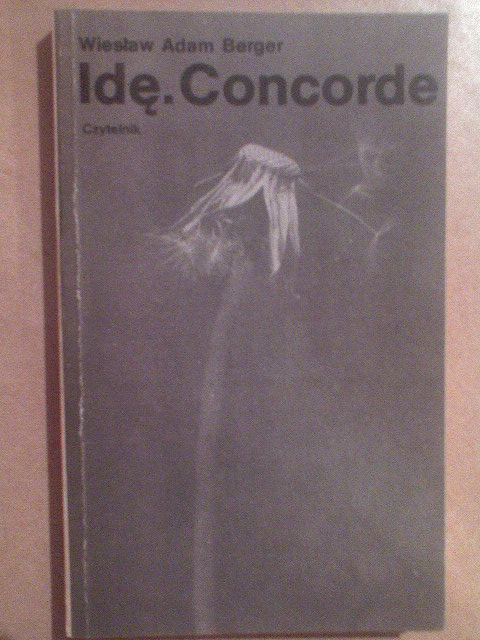 Wiesław Adam Berger
Idę. Concorde
Czytelnik